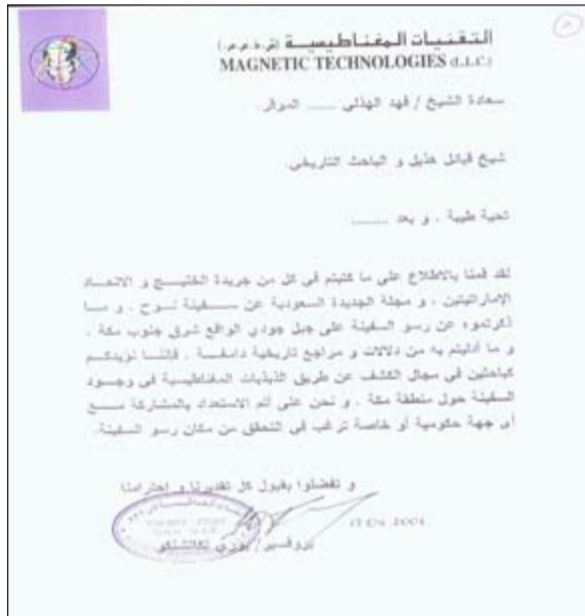 التقنيات المغناطيسية (ش.ذ.م.م.)
MAGNETIC TECHNOLOGIES (L.L.C.)
سعادة الشيخ / فهد الهذلي ...... الموقر.
شيخ قبائل هذيل و الباحث التاريخي.
تحية طيبة ، و بعد ........
لقد قمنا بالاطلاع على ما كتبتم في كل من جريدة الخليج و الاتحاد
الإماراتيتين ، و مجلة الجديدة السعودية عن سفينة نوح ، و ما
ذكرتموه عن رسو السفينة على جبل جودي الواقع شرق جنوب مكة ،
و ما أدليتم به من دلالات و مراجع تاريخية دامغة ، فإننا نؤيدكم
كباحثين في مجال الكشف عن طريق الذبذبات المغناطيسية في وجود
السفينة حول منطقة مكة ، و نحن على أتم الاستعداد بالمشاركة مع
أي جهة حكومية أو خاصة ترغب في التحقق من مكان رسو السفينة.
و تفضلوا بقبول كل تقديرنا و احترامنا
بروفسير/ يوري تكاتشنكو